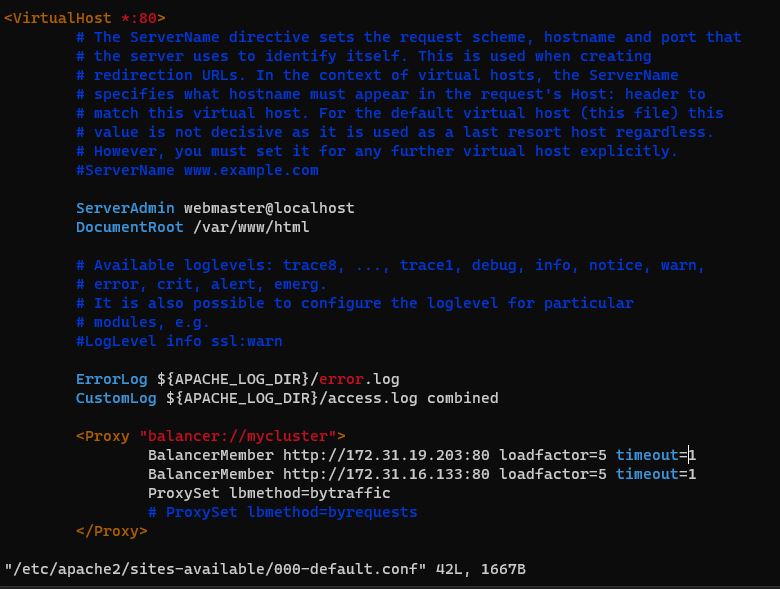 <VirtualHost *:80>
# The ServerName directive sets the request scheme, hostname and port that
# the server uses to identify itself. This is used when creating
# redirection URLs. In the context of virtual hosts, the ServerName
# specifies what hostname must appear in the request's Host: header to
# match this virtual host. For the default virtual host (this file) this
# value is not decisive as it is used as a last resort host regardless.
# However, you must set it for any further virtual host explicitly.
#ServerName www.example.com
ServerAdmin webmaster@localhost
DocumentRoot /var/www/html
# Available loglevels: trace8, ..., trace1, debug, info, notice, warn,
# error, crit, alert, emerg.
# It is also possible to configure the loglevel for particular
# modules, e.g.
#LogLevel info ssl:warn
ErrorLog ${APACHE_LOG_DIR}/error.log
CustomLog ${APACHE_LOG_DIR}/access.log combined
<Proxy "balancer://mycluster">
BalancerMember http://172.31.19.203:80 loadfactor=5 timeout=1
BalancerMember http://172.31.16.133:80 loadfactor=5 timeout=1
ProxySet lbmethod=bytraffic
# ProxySet lbmethod=byrequests
</Proxy>
"/etc/apache2/sites-available/000-default.conf" 42L, 1667B